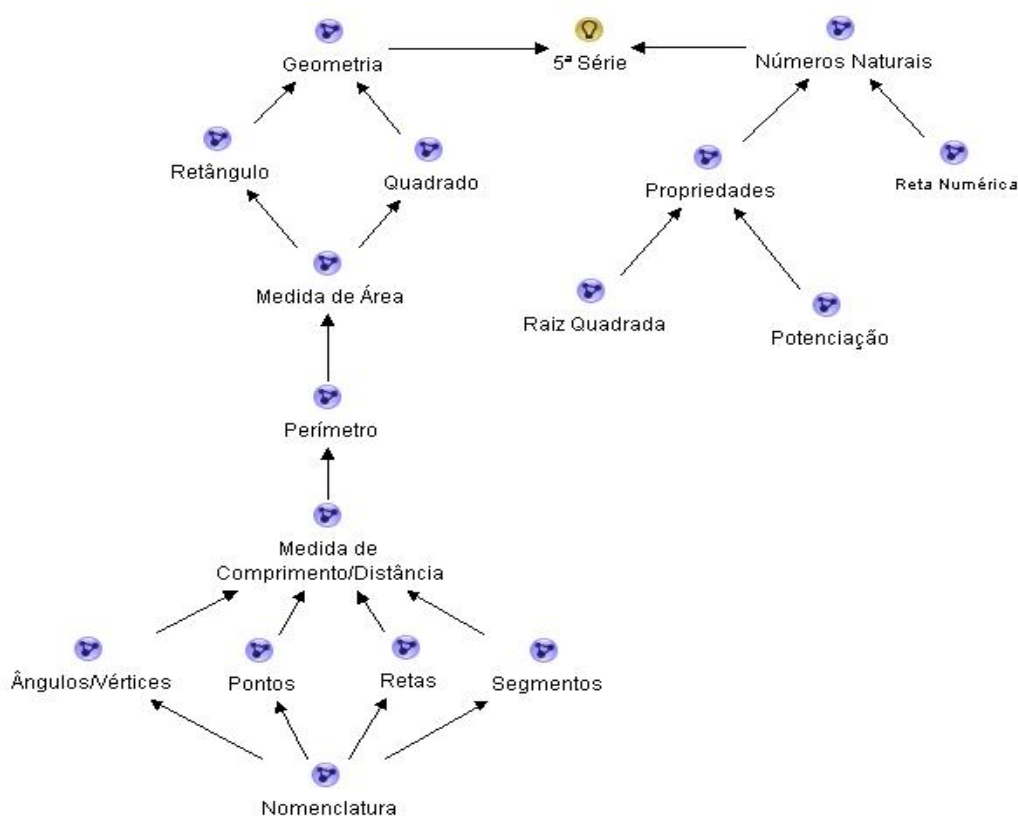 Geometria
5ª Série
Números Naturais
Retângulo
Quadrado
Propriedades
Reta Numérica
Medida de Área
Raiz Quadrada
Potenciação
Perímetro
Medida de
Comprimento/Distância
Ângulos/Vértices
Pontos
Retas
Segmentos
Nomenclatura